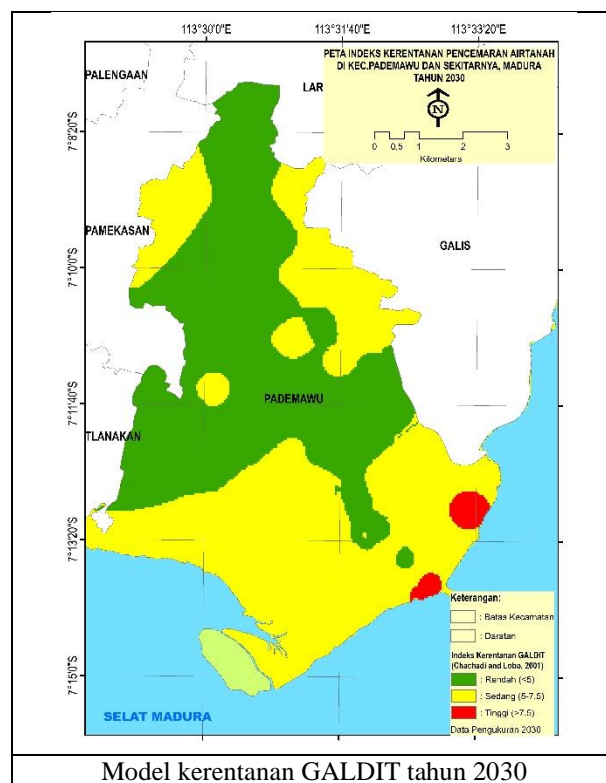 113°30'0"E 113°31'40"E 113°33'20"E
PETA INDEKS KERENTANAN PENCEMARAN AIRTANAH
DI KEC.PADEMAWU DAN SEKITARNYA, MADURA
TAHUN 2030
N
0 0,5 1 2 3
Kilometers
PALENGAAN
LAR
7°8'20"S
PAMEKASAN
GALIS
7°10'0"S
PADEMAWU
7°11'40"S
TLANAKAN
7°13'20"S
7°15'0"S
SELAT MADURA
Keterangan:
: Batas Kecamatan
: Daratan
Indeks Kerentanan GALDIT
(Chachadi and Lobo. 2001)
: Rendah (<5)
: Sedang (5-7.5)
: Tinggi (>7.5)
Data Pengukuran 2030
Model kerentanan GALDIT tahun 2030